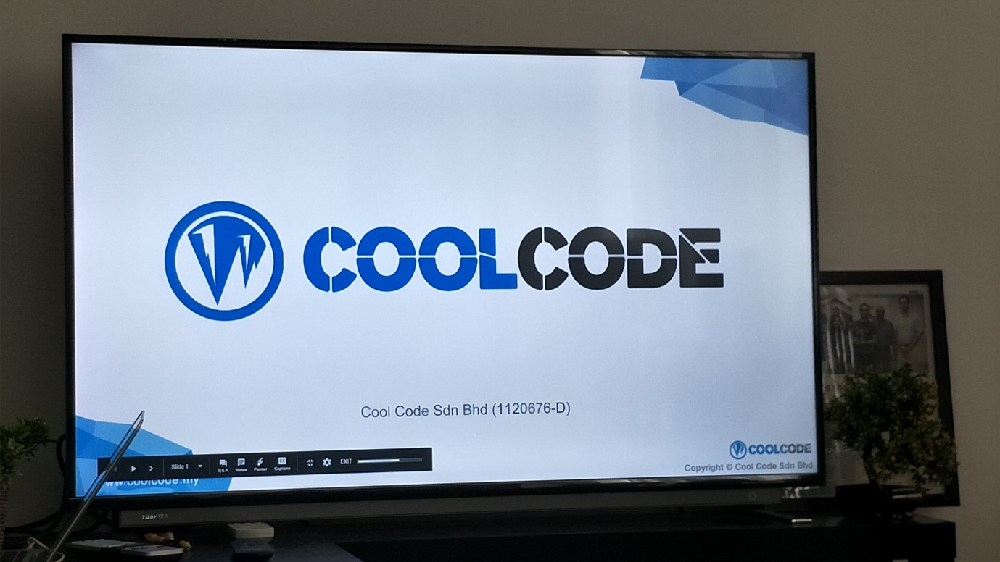 COOLCODE
Cool Code Sdn Bhd (1120676-D)
COOLCODE
Copyright © Cool Code Sdn Bhd
Slide 1
Q&A
Notes
Pointer
Captions
EXIT
www.coolcode.my
TOSHIBA